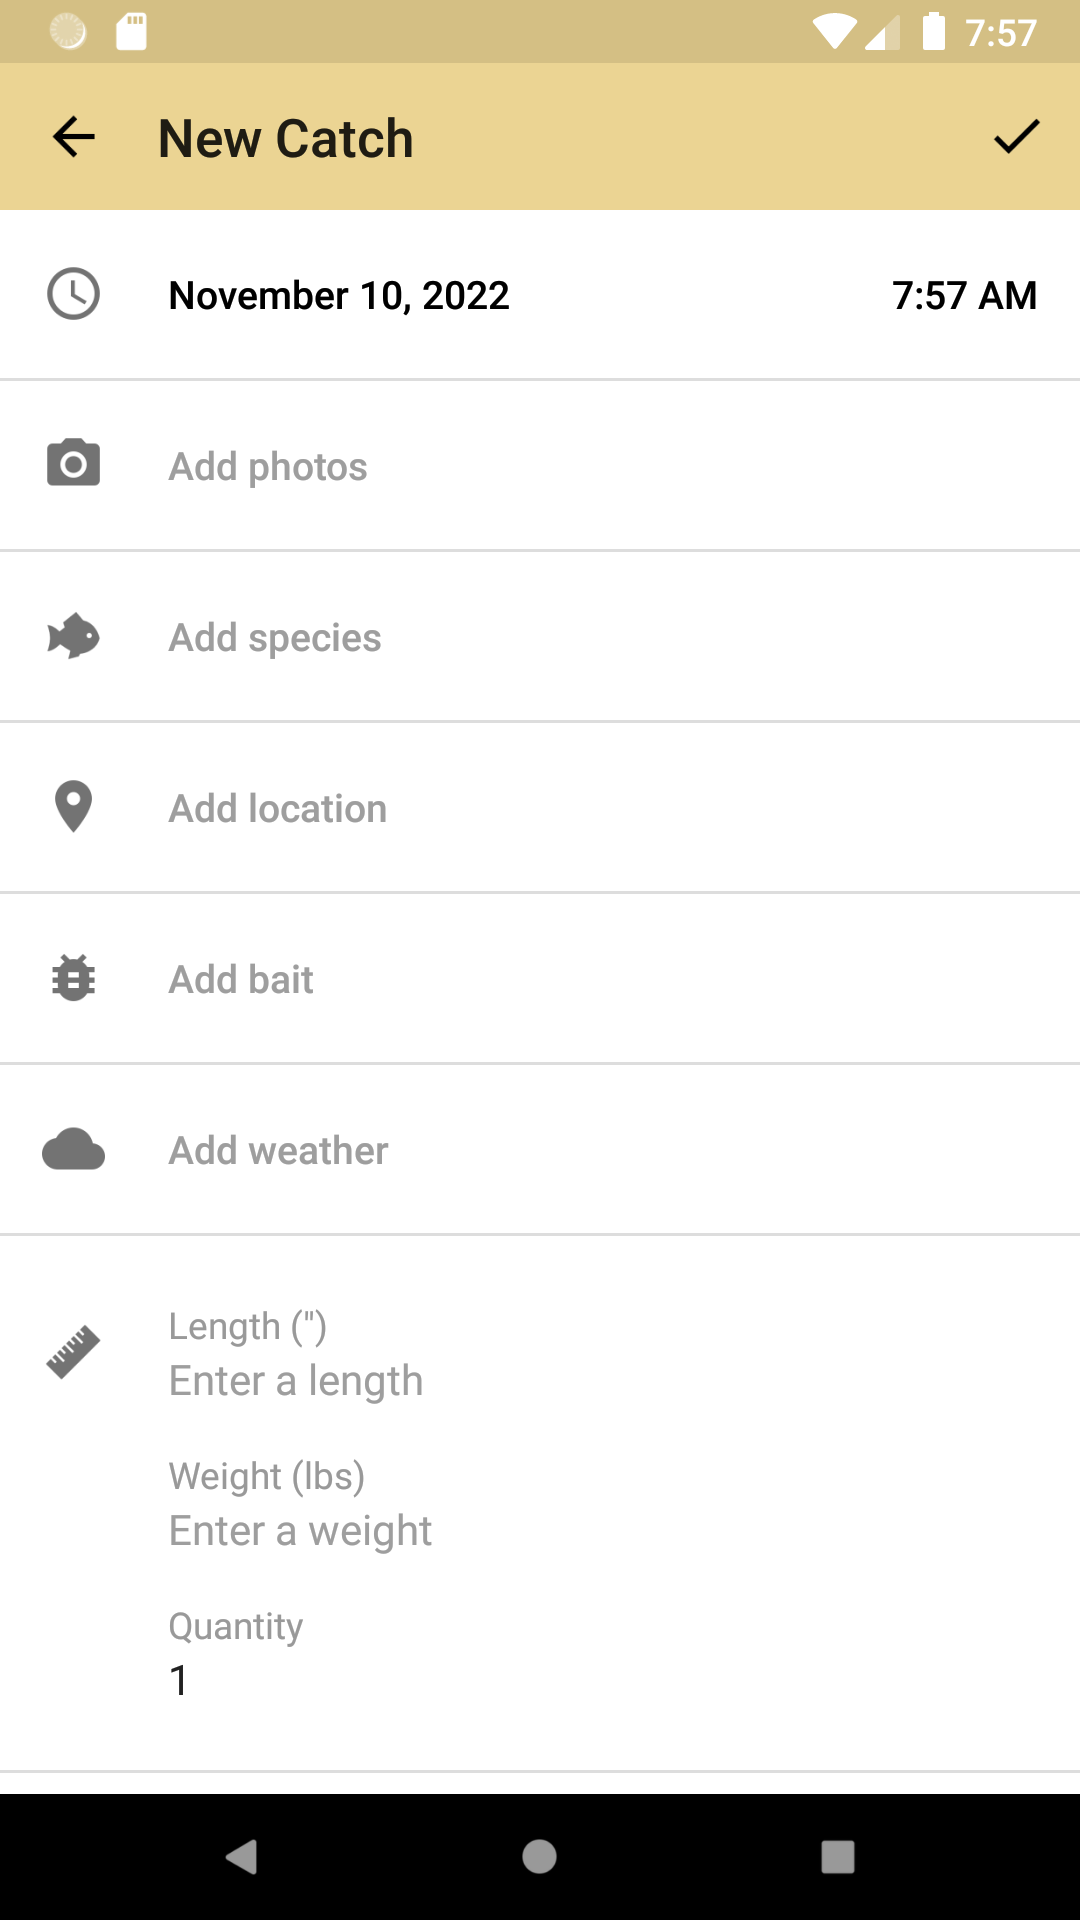 7:57
New Catch
November 10, 2022 7:57 AM
Add photos
Add species
Add location
Add bait
Add weather
Length (")
Enter a length
Weight (lbs)
Enter a weight
Quantity
1